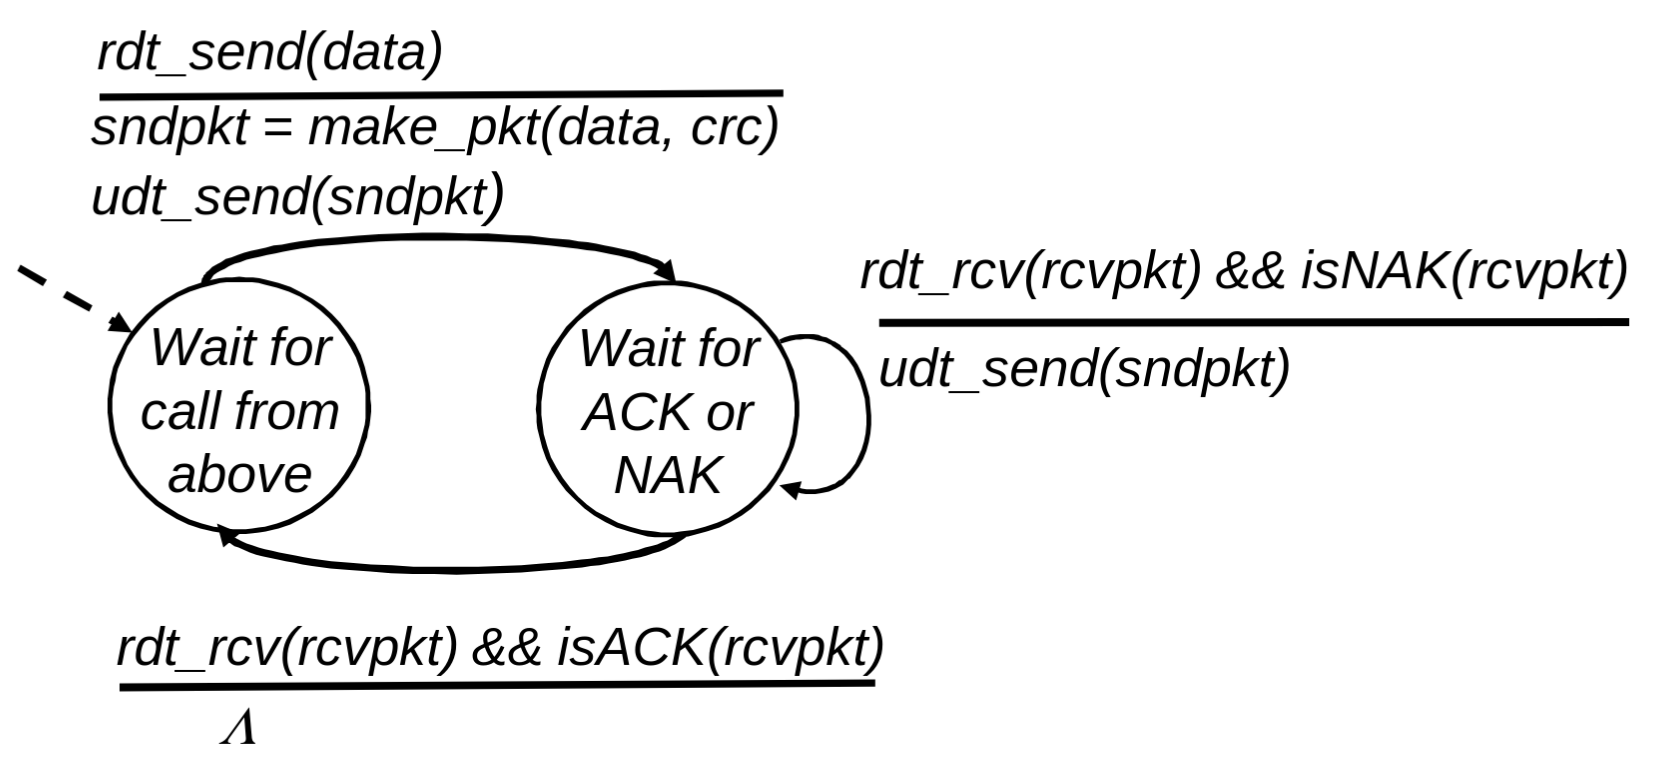 rdt_send(data)
sndpkt = make_pkt(data, crc)
udt_send(sndpkt)
rdt_rcv(rcvpkt) && isNAK(rcvpkt)
udt_send(sndpkt)
Wait for
call from
above
Wait for
ACK or
NAK
rdt_rcv(rcvpkt) && isACK(rcvpkt)
Λ